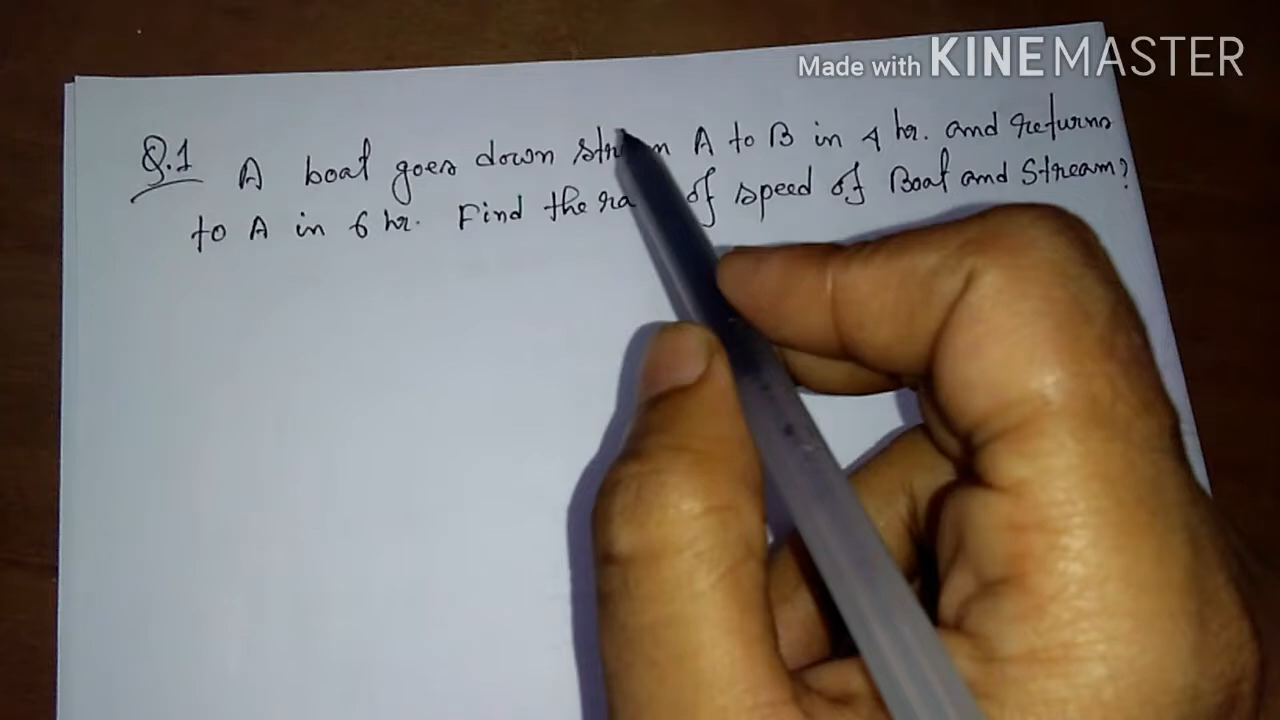 Made with KINEMASTER
Q.1 A boat goes down A to B in 4 hr. and returns
to A in 6 hr. Find the of speed of Boat and Stream?